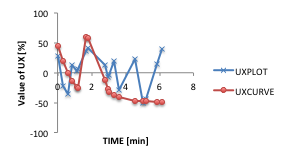 100
50
0
-50
-100
0 2 4 6 8
Value of UX [%]
TIME [min]
UXPLOT
UXCURVE